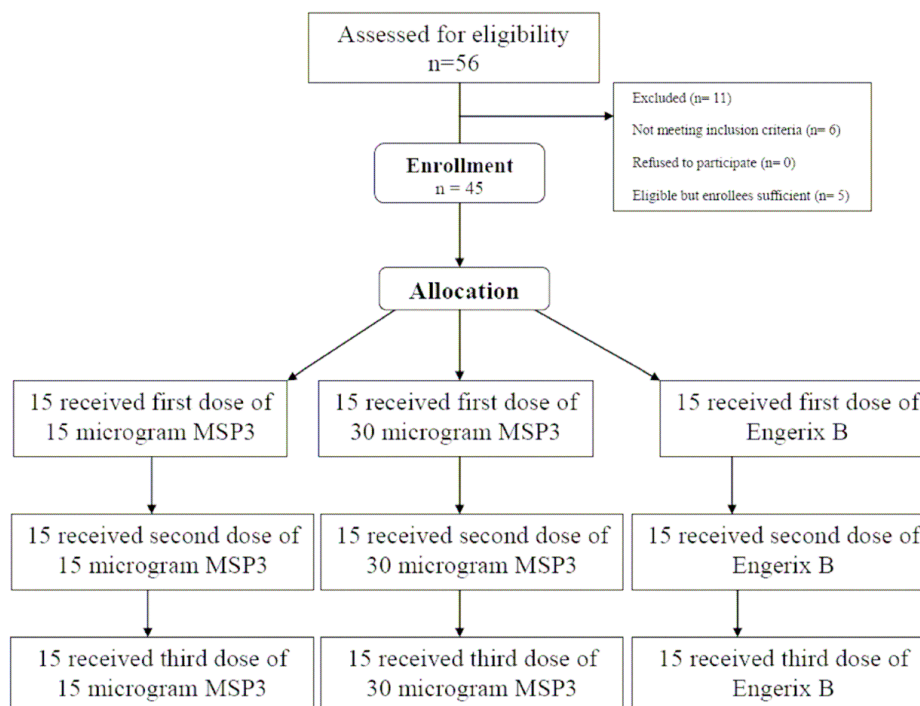 Assessed for eligibility
n=56
Excluded (n= 11)
Not meeting inclusion criteria (n= 6)
Refused to participate (n= 0)
Eligible but enrollees sufficient (n= 5)
Enrollment
n = 45
Allocation
15 received first dose of
15 microgram MSP3
15 received first dose of
30 microgram MSP3
15 received first dose of
Engerix B
15 received second dose of
15 microgram MSP3
15 received second dose of
30 microgram MSP3
15 received second dose of
Engerix B
15 received third dose of
15 microgram MSP3
15 received third dose of
30 microgram MSP3
15 received third dose of
Engerix B